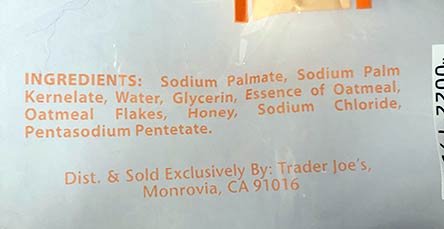 INGREDIENTS: Sodium Palmate, Sodium Palm
Kernelate, Water, Glycerin, Essence of Oatmeal,
Oatmeal Flakes, Honey, Sodium Chloride,
Pentasodium Pentetate.
Dist. & Sold Exclusively By: Trader Joe's,
Monrovia, CA 91016